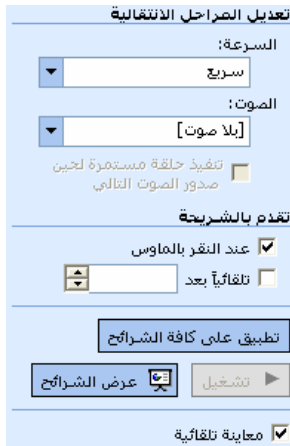 تعديل المراحل الانتقالية
السرعة:
سريع
الصوت:
[بلا صوت]
تنفيذ حلقة مستمرة لحين
صدور الصوت التالي
تقدم بالشريحة
عند النقر بالماوس
تلقائياً بعد
تطبيق على كافة الشرائح
تشغيل
عرض الشرائح
معاينة تلقائية